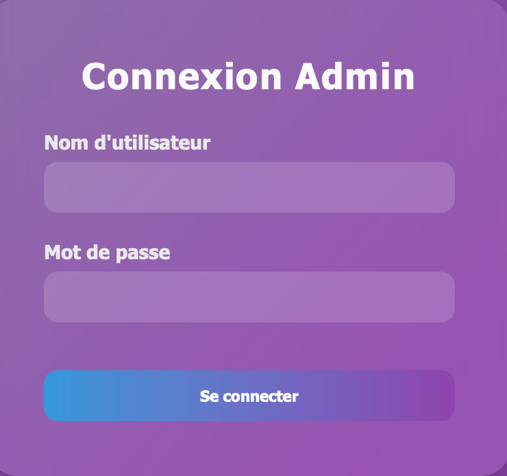 Connexion Admin
Nom d'utilisateur
Mot de passe
Se connecter